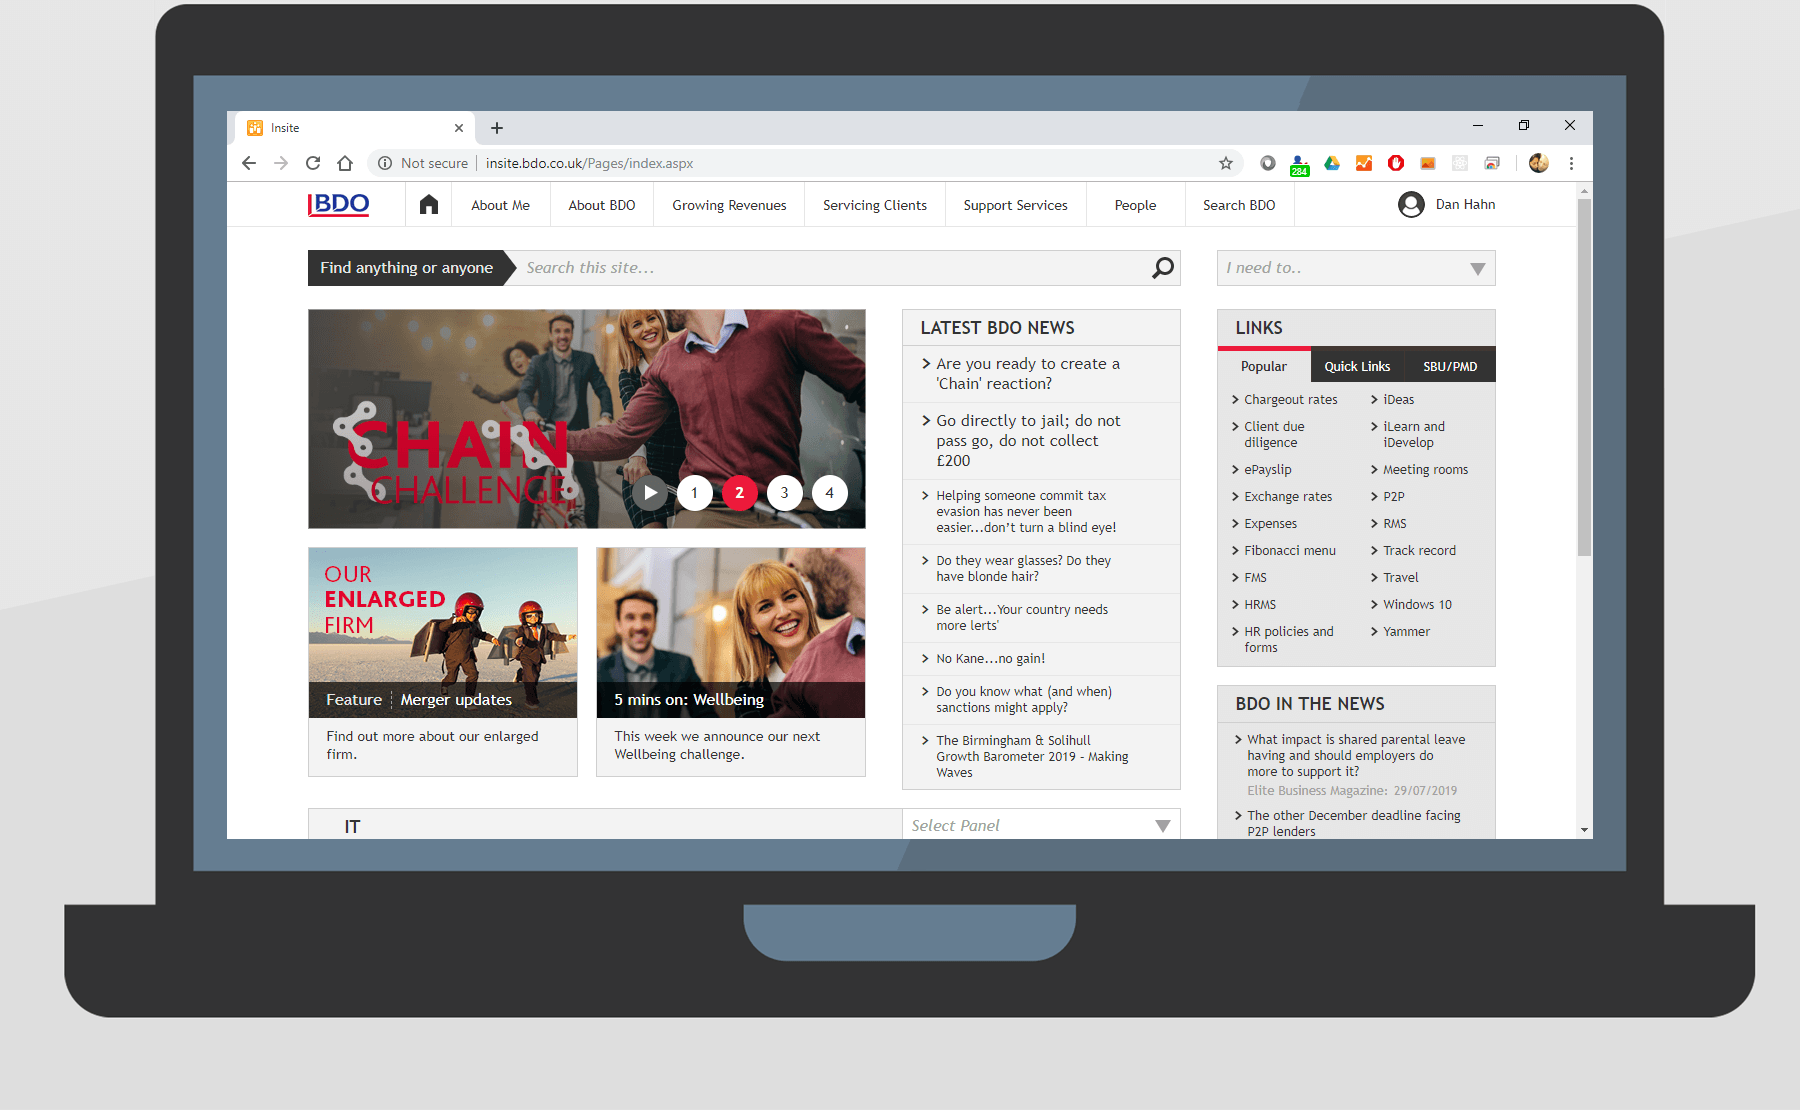 Insite
Not secure
insite.bdo.co.uk/Pages/index.aspx
284
BDO
About Me
About BDO
Growing Revenues
Servicing Clients
Support Services
People
Search BDO
Dan Hahn
Find anything or anyone
Search this site...
I need to..
CHAIN
CHALLENGE
1
2
3
4
OUR
ENLARGED
FIRM
Feature
Merger updates
Find out more about our enlarged
firm.
5 mins on: Wellbeing
This week we announce our next
Wellbeing challenge.
LATEST BDO NEWS
Are you ready to create a
'Chain' reaction?
Go directly to jail; do not
pass go, do not collect
£200
Helping someone commit tax
evasion has never been
easier...don’t turn a blind eye!
Do they wear glasses? Do they
have blonde hair?
Be alert...Your country needs
more lerts'
No Kane...no gain!
Do you know what (and when)
sanctions might apply?
The Birmingham & Solihull
Growth Barometer 2019 - Making
Waves
LINKS
Popular
Quick Links
SBU/PMD
Chargeout rates
Client due
diligence
ePayslip
Exchange rates
Expenses
Fibonacci menu
FMS
HRMS
HR policies and
forms
iDeas
iLearn and
iDevelop
Meeting rooms
P2P
RMS
Track record
Travel
Windows 10
Yammer
BDO IN THE NEWS
What impact is shared parental leave
having and should employers do
more to support it?
Elite Business Magazine: 29/07/2019
The other December deadline facing
P2P lenders
IT
Select Panel